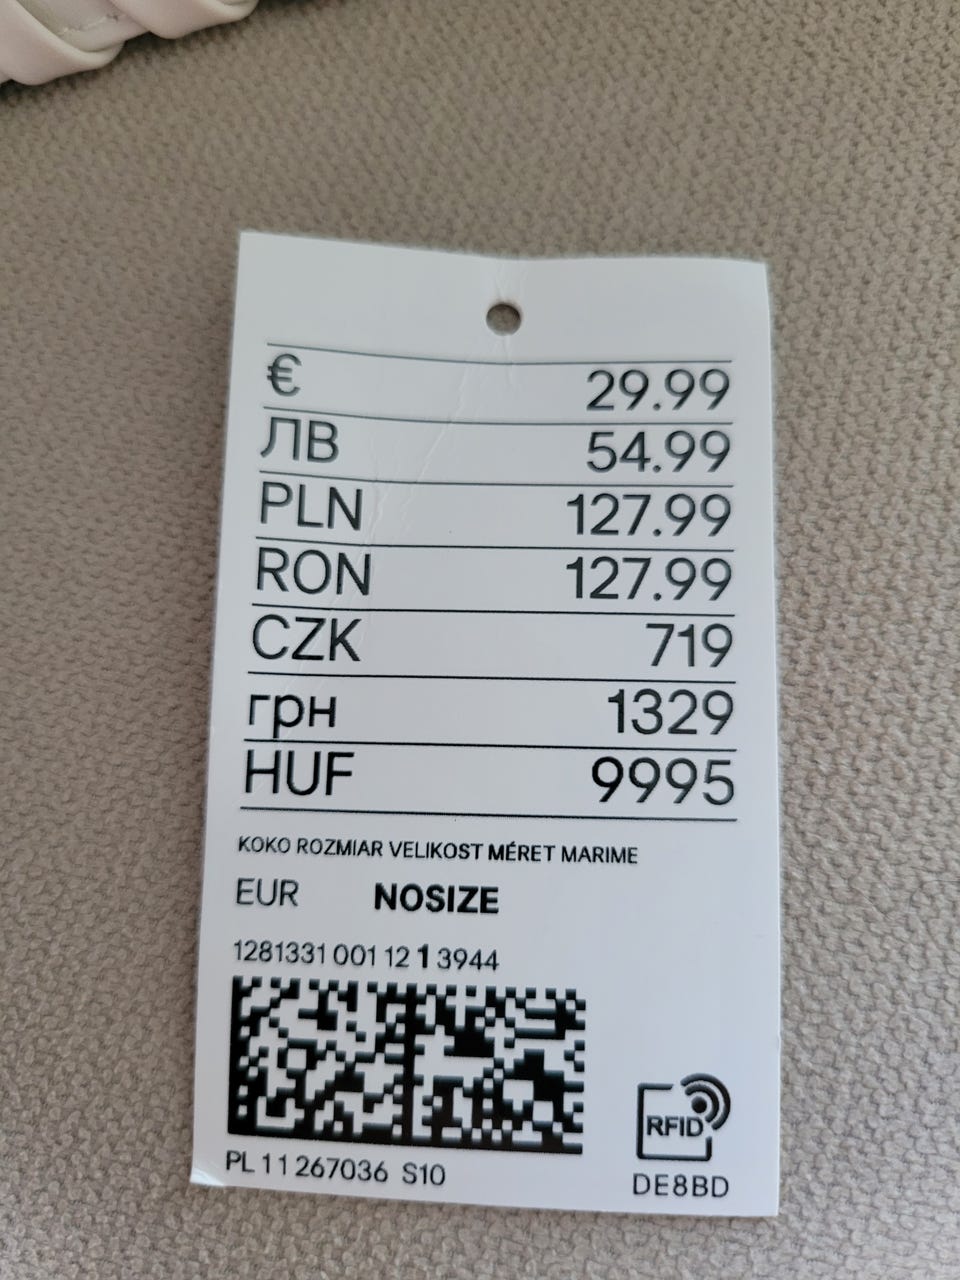 € 29.99
ЛВ 54.99
PLN 127.99
RON 127.99
CZK 719
грн 1329
HUF 9995
KOKO ROZMIAR VELIKOST MÉRET MARIME
EUR NOSIZE
1281331 001 12 1 3944
RFID
PL 11 267036 S10
DE8BD